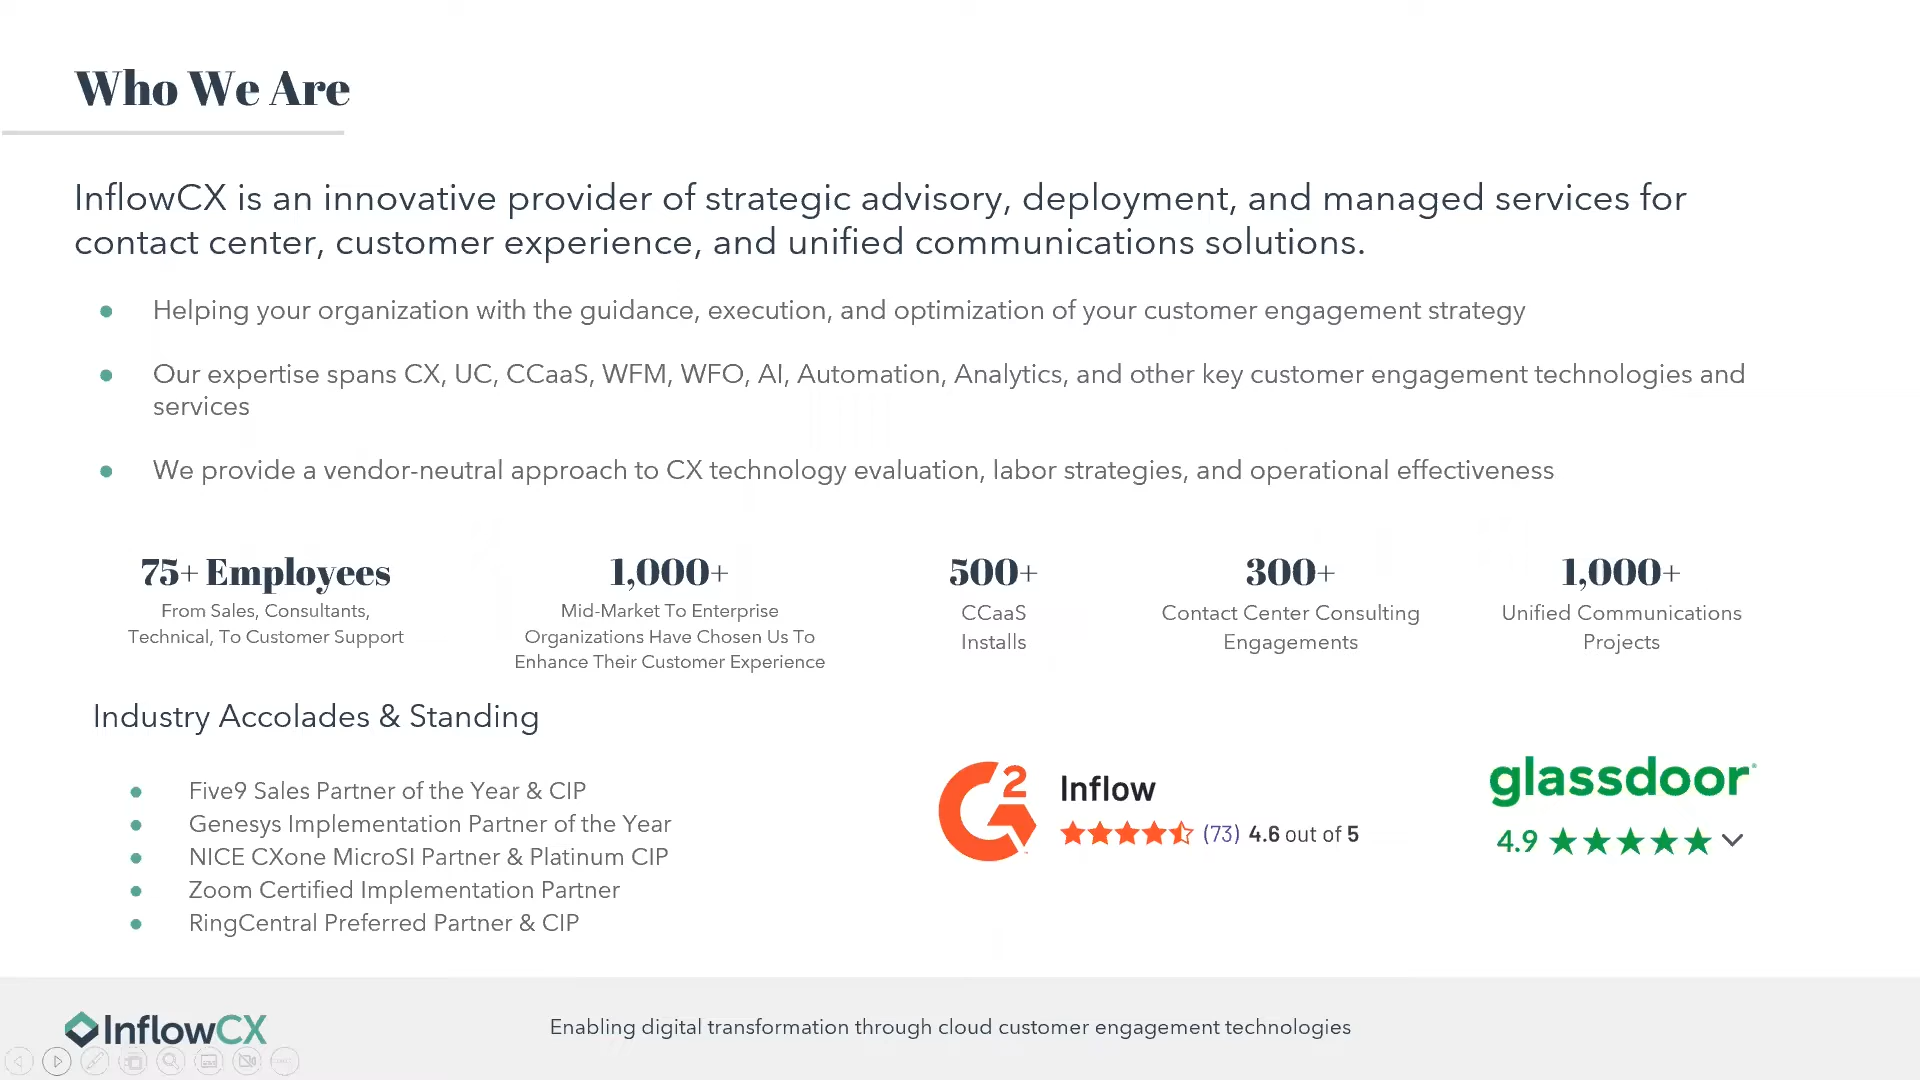 Who We Are
InflowCX is an innovative provider of strategic advisory, deployment, and managed services for
contact center, customer experience, and unified communications solutions.
● Helping your organization with the guidance, execution, and optimization of your customer engagement strategy
● Our expertise spans CX, UC, CCaaS, WFM, WFO, AI, Automation, Analytics, and other key customer engagement technologies and
services
● We provide a vendor-neutral approach to CX technology evaluation, labor strategies, and operational effectiveness
75+ Employees
From Sales, Consultants,
Technical, To Customer Support
1,000+
Mid-Market To Enterprise
Organizations Have Chosen Us To
Enhance Their Customer Experience
500+
CCaaS
Installs
300+
Contact Center Consulting
Engagements
1,000+
Unified Communications
Projects
Industry Accolades & Standing
● Five9 Sales Partner of the Year & CIP
● Genesys Implementation Partner of the Year
● NICE CXone MicroSI Partner & Platinum CIP
● Zoom Certified Implementation Partner
● RingCentral Preferred Partner & CIP
G2
Inflow
(73) 4.6 out of 5
glassdoor
4.9
InflowCX
Enabling digital transformation through cloud customer engagement technologies